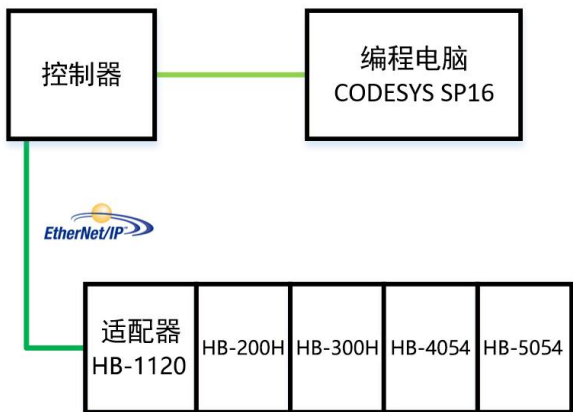 控制器
编程电脑
CODESYS SP16
EtherNet/IP
适配器
HB-1120
HB-200H
HB-300H
HB-4054
HB-5054